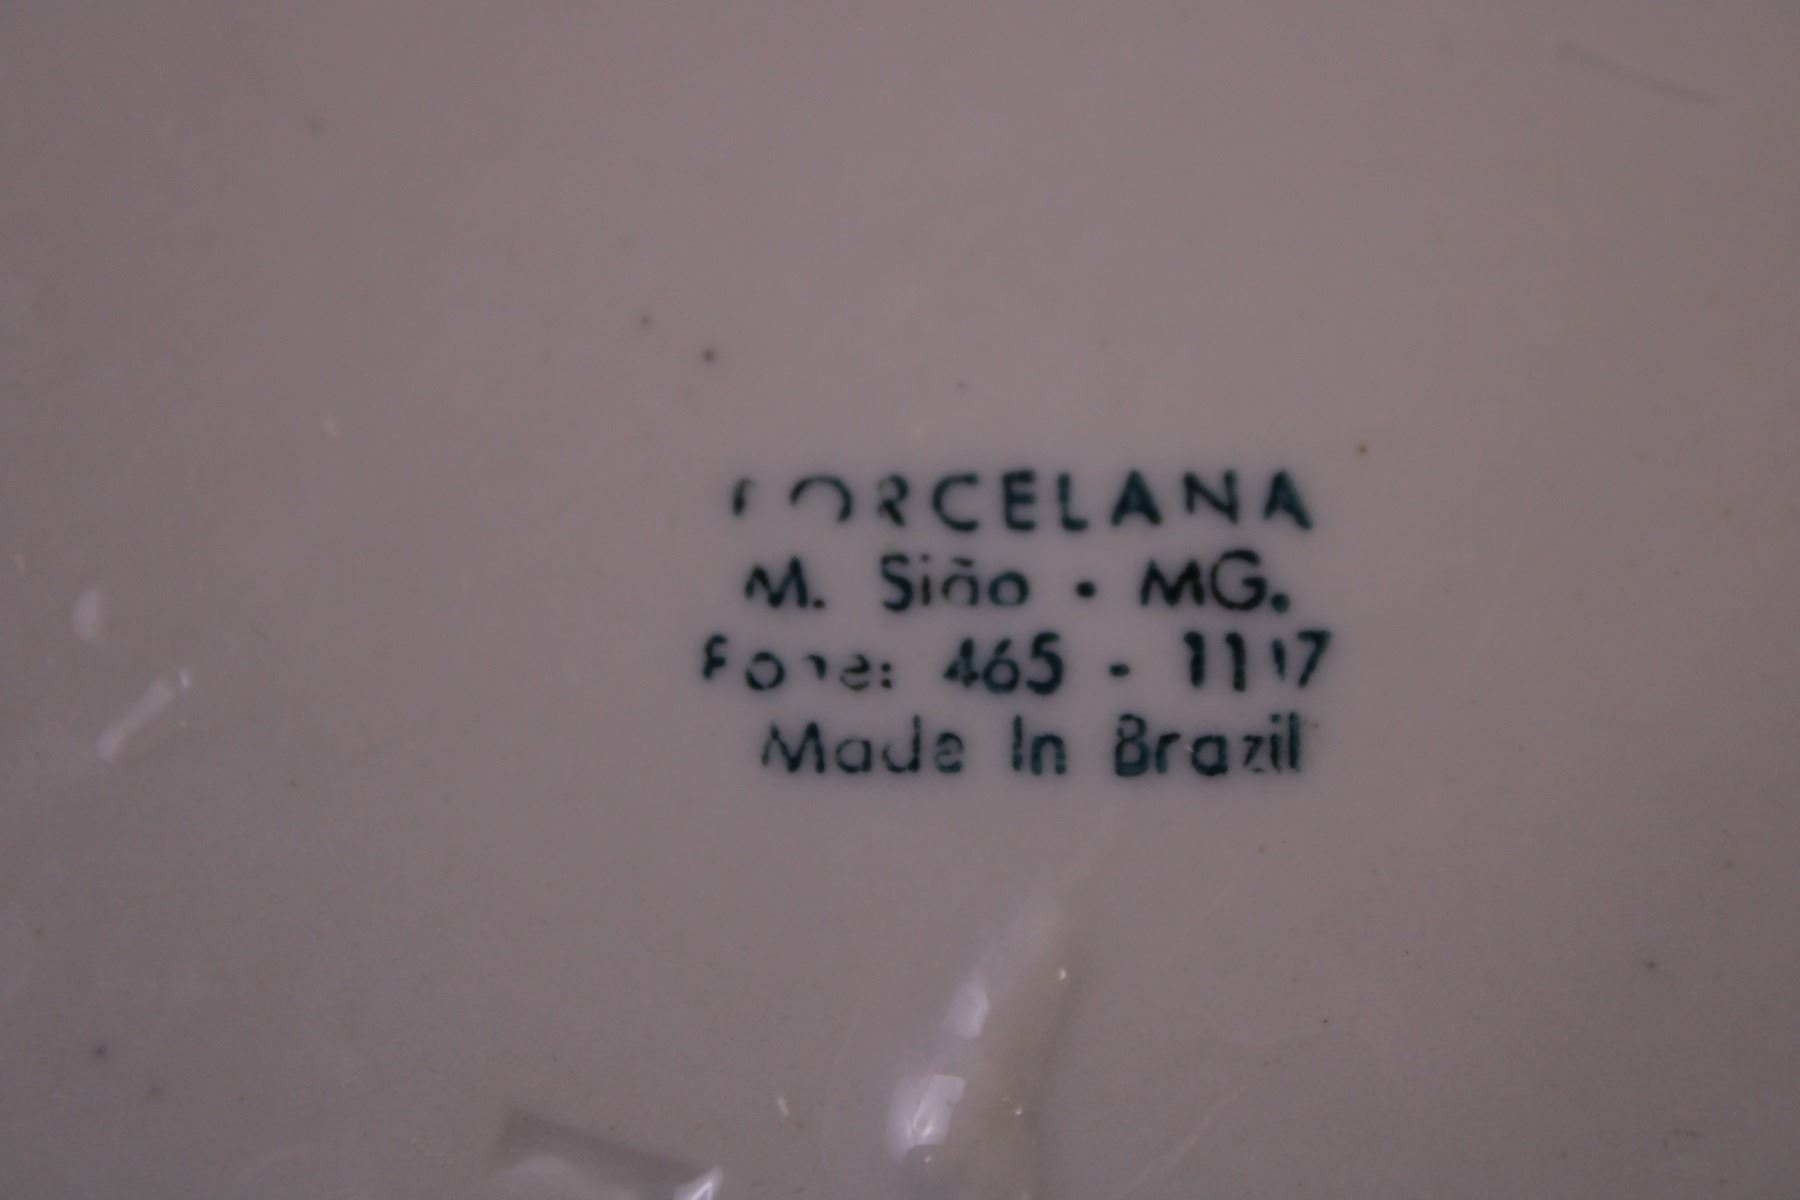 PORCELANA
M. Sião • MG.
Fone: 465 - 1117
Made In Brazil